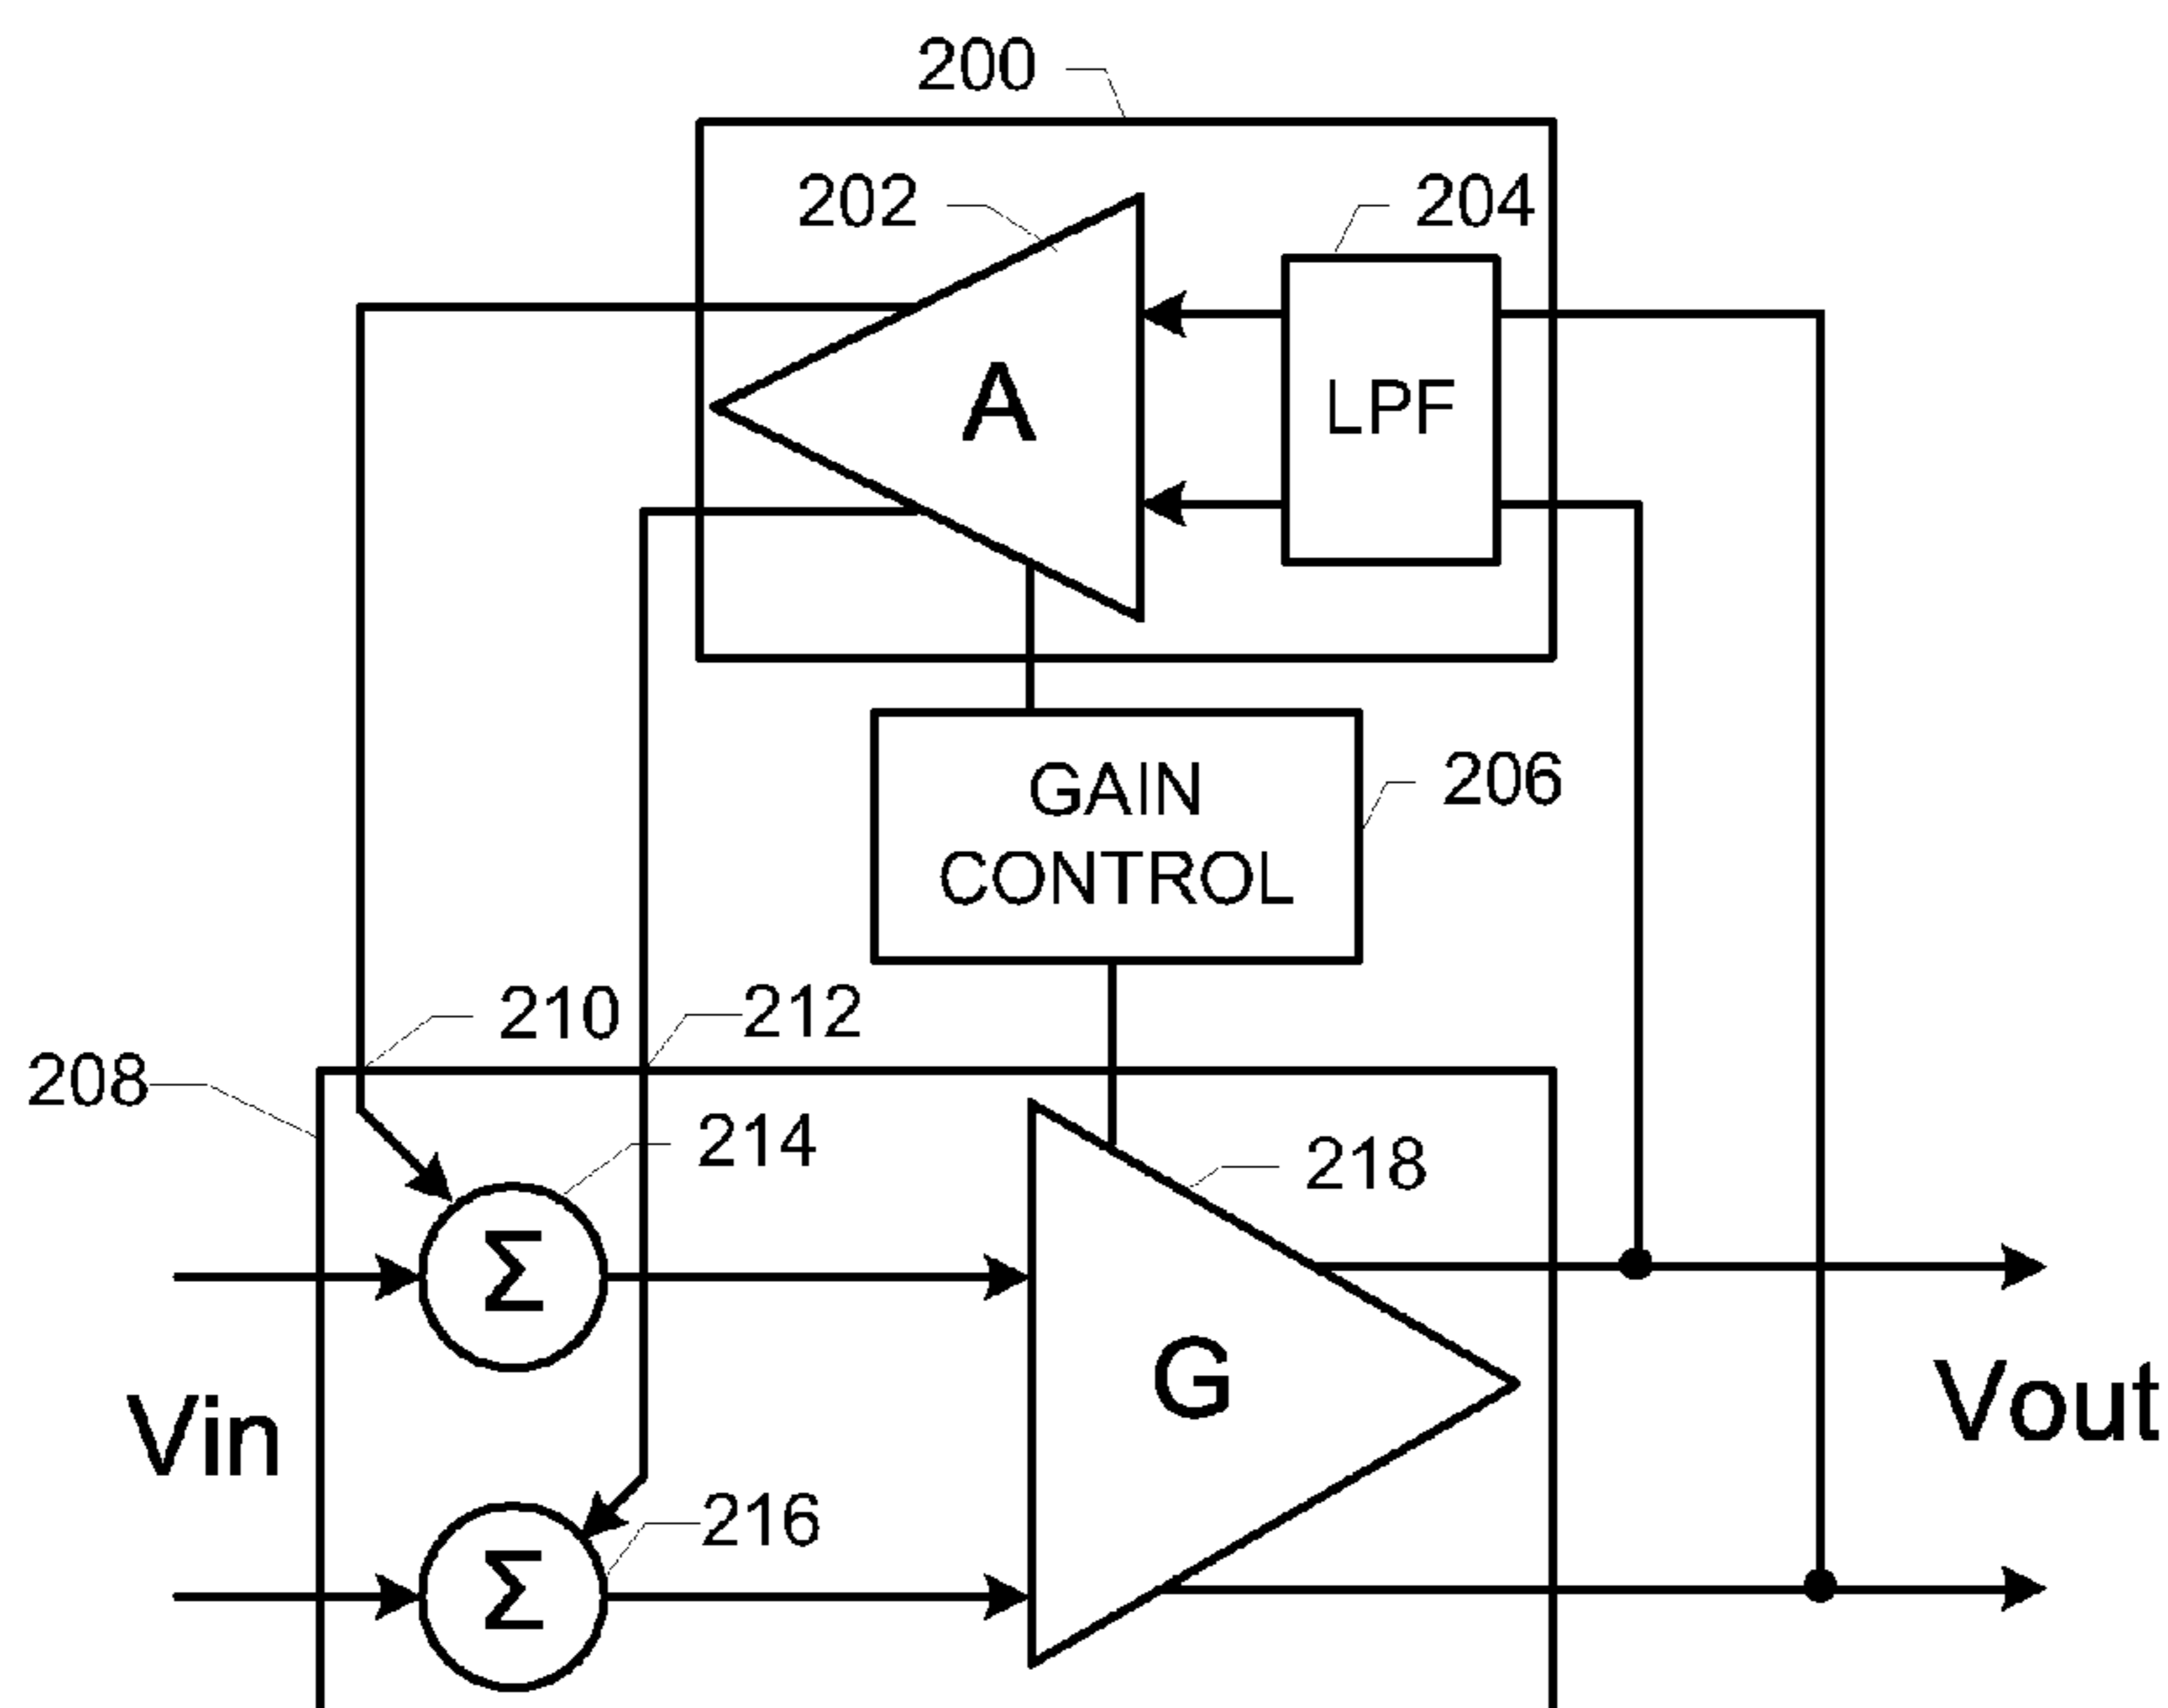 200
202
204
A
LPF
GAIN
CONTROL
206
210
212
208
214
218
Σ
G
Vin
Vout
216
Σ